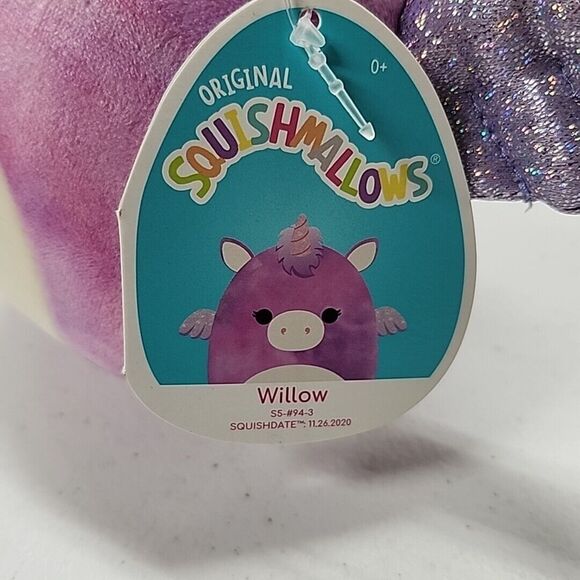 ORIGINAL
0+
SQUISHMALLOWS®
Willow
S5-#94-3
SQUISHDATE™: 11.26.2020